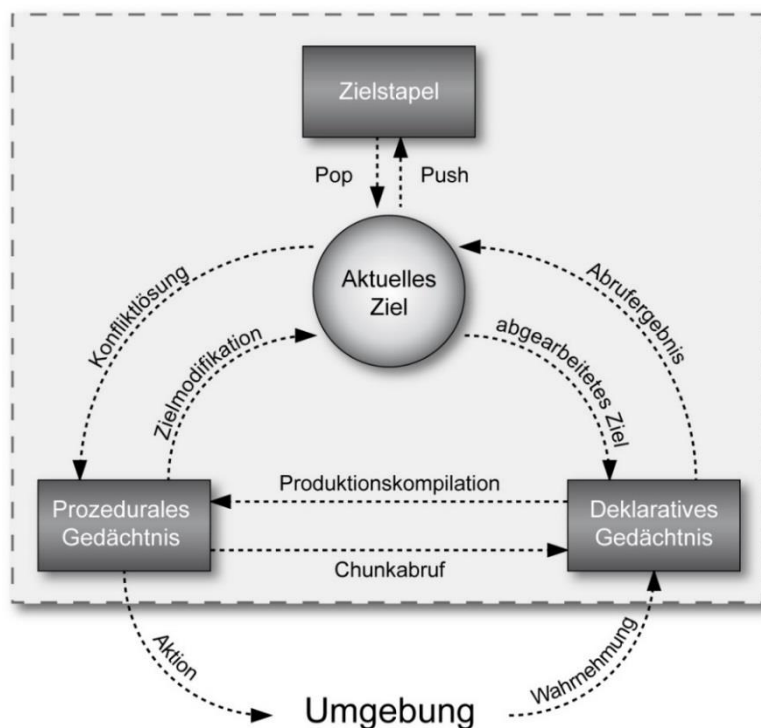 Zielstapel
Pop
Push
Aktuelles
Ziel
Konfliktlösung
Zielmodifikation
abgearbeitetes Ziel
Abrufergebnis
Prozedurales
Gedächtnis
Produktionskompilation
Deklaratives
Gedächtnis
Chunkabruf
Aktion
Umgebung
Wahrnehmung